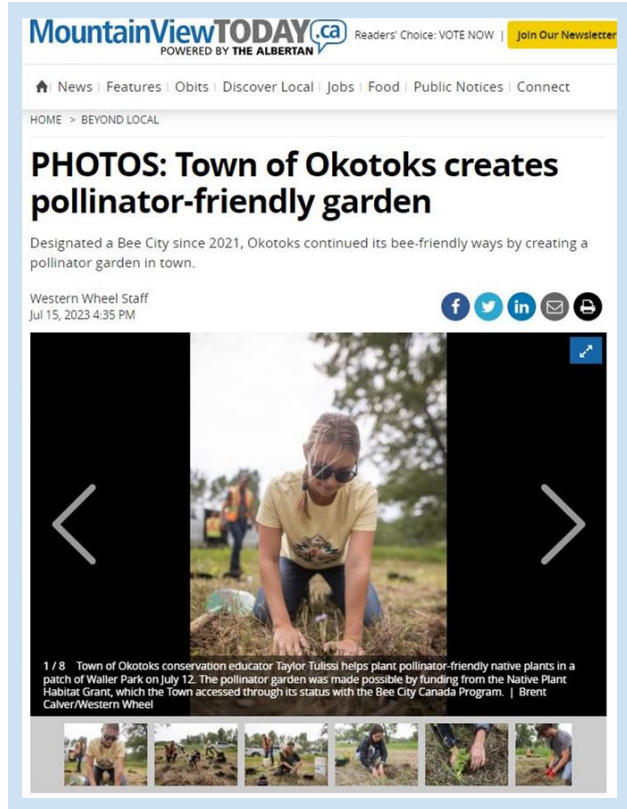 MountainViewTODAY.ca
POWERED BY THE ALBERTAN
Readers' Choice: VOTE NOW |
Join Our Newsletter
News | Features | Obits | Discover Local | Jobs | Food | Public Notices | Connect
HOME > BEYOND LOCAL
PHOTOS: Town of Okotoks creates
pollinator-friendly garden
Designated a Bee City since 2021, Okotoks continued its bee-friendly ways by creating a
pollinator garden in town.
Western Wheel Staff
Jul 15, 2023 4:35 PM
f
in
1 / 8 Town of Okotoks conservation educator Taylor Tulissi helps plant pollinator-friendly native plants in a
patch of Waller Park on July 12. The pollinator garden was made possible by funding from the Native Plant
Habitat Grant, which the Town accessed through its status with the Bee City Canada Program. | Brent
Calver/Western Wheel